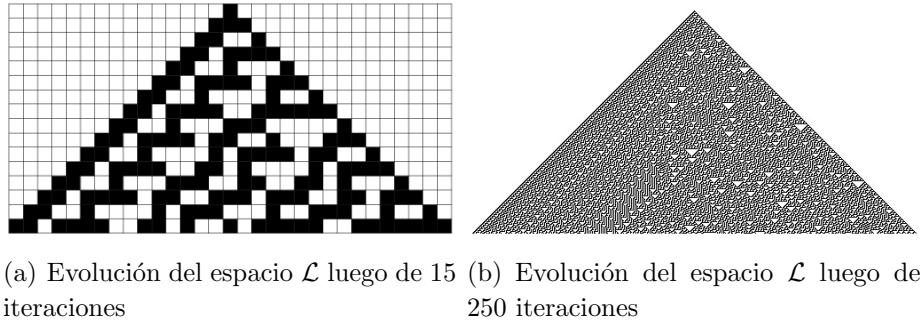 (a) Evolución del espacio ℒ luego de 15
iteraciones
(b) Evolución del espacio ℒ luego de
250 iteraciones